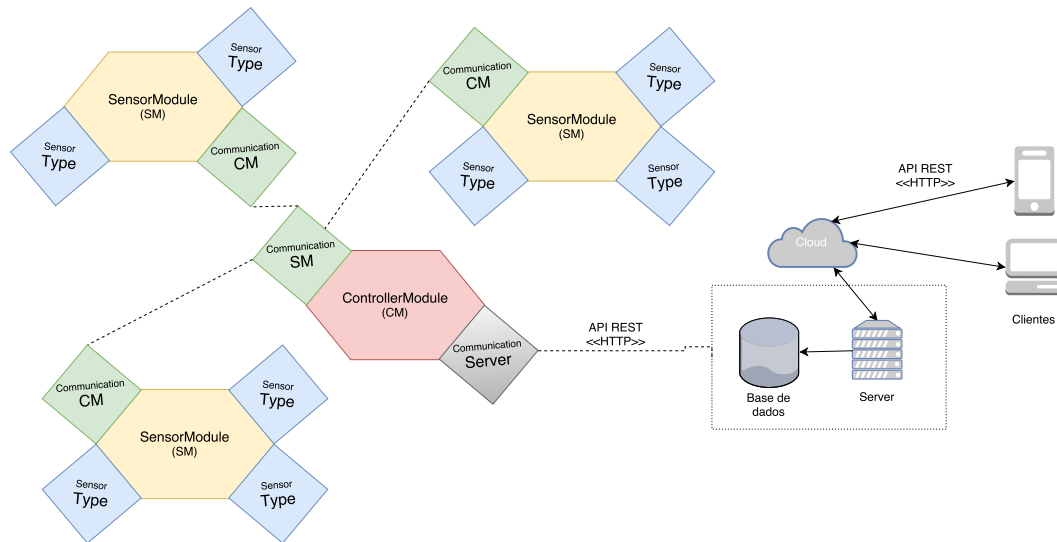 Sensor
Type
SensorModule
(SM)
Sensor
Type
Communication
CM
Communication
CM
Sensor
Type
SensorModule
(SM)
Sensor
Type
Sensor
Type
Communication
SM
ControllerModule
(CM)
Communication
Server
API REST
<<HTTP>>
API REST
<<HTTP>>
Cloud
Clientes
Base de
dados
Server
Communication
CM
Sensor
Type
SensorModule
(SM)
Sensor
Type
Sensor
Type